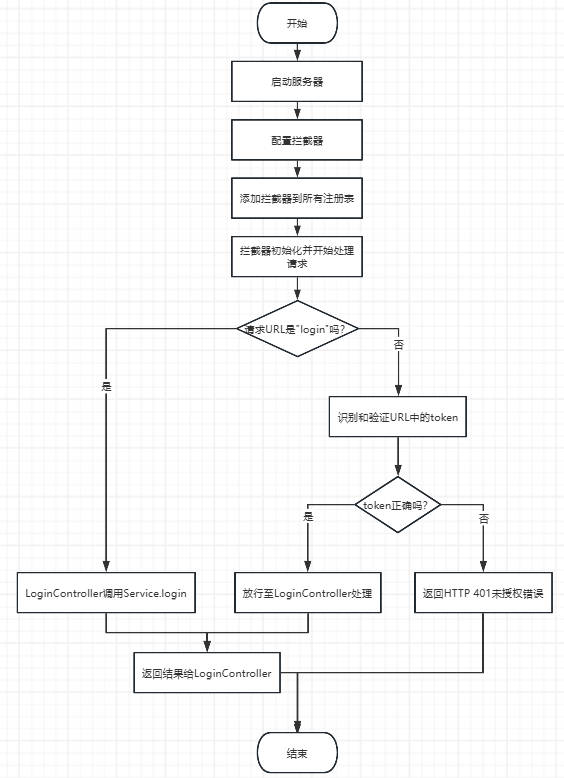 开始
启动服务器
配置拦截器
添加拦截器到所有注册表
拦截器初始化并开始处理
请求
请求URL是"login"吗?
否
是
识别和验证URL中的token
token正确吗?
是
否
LoginController调用Service.login
放行至LoginController处理
返回HTTP 401未授权错误
返回结果给LoginController
结束